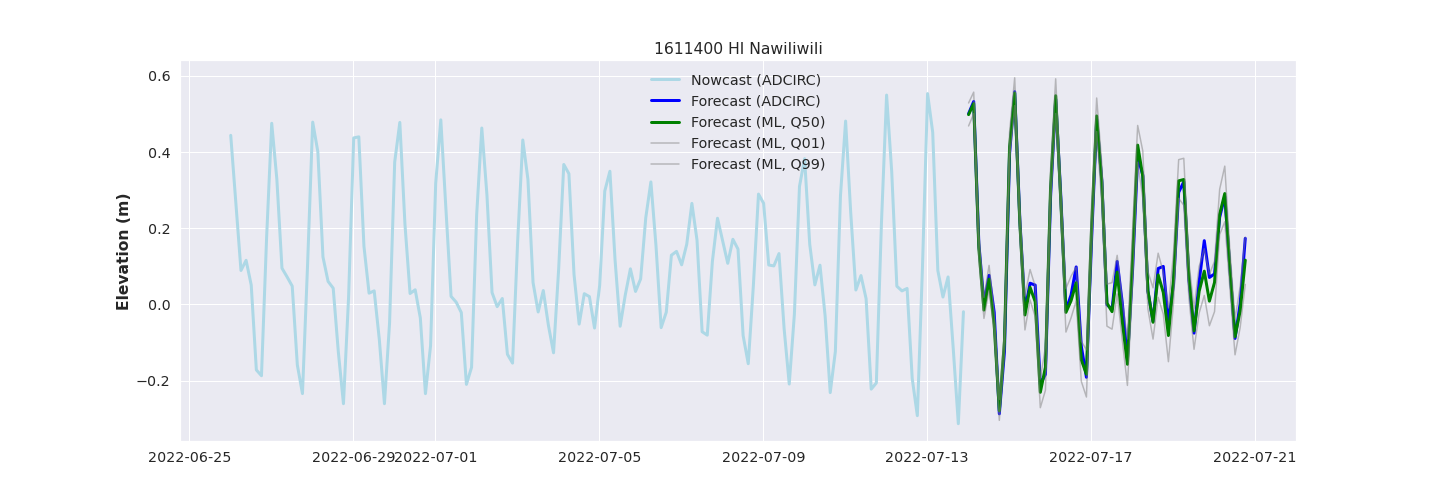 1611400 HI Nawiliwili
Nowcast (ADCIRC)
Forecast (ADCIRC)
Forecast (ML, Q50)
Forecast (ML, Q01)
Forecast (ML, Q99)
Elevation (m)
0.6
0.4
0.2
0.0
−0.2
2022-06-25 2022-06-29 2022-07-01 2022-07-05 2022-07-09 2022-07-13 2022-07-17 2022-07-21